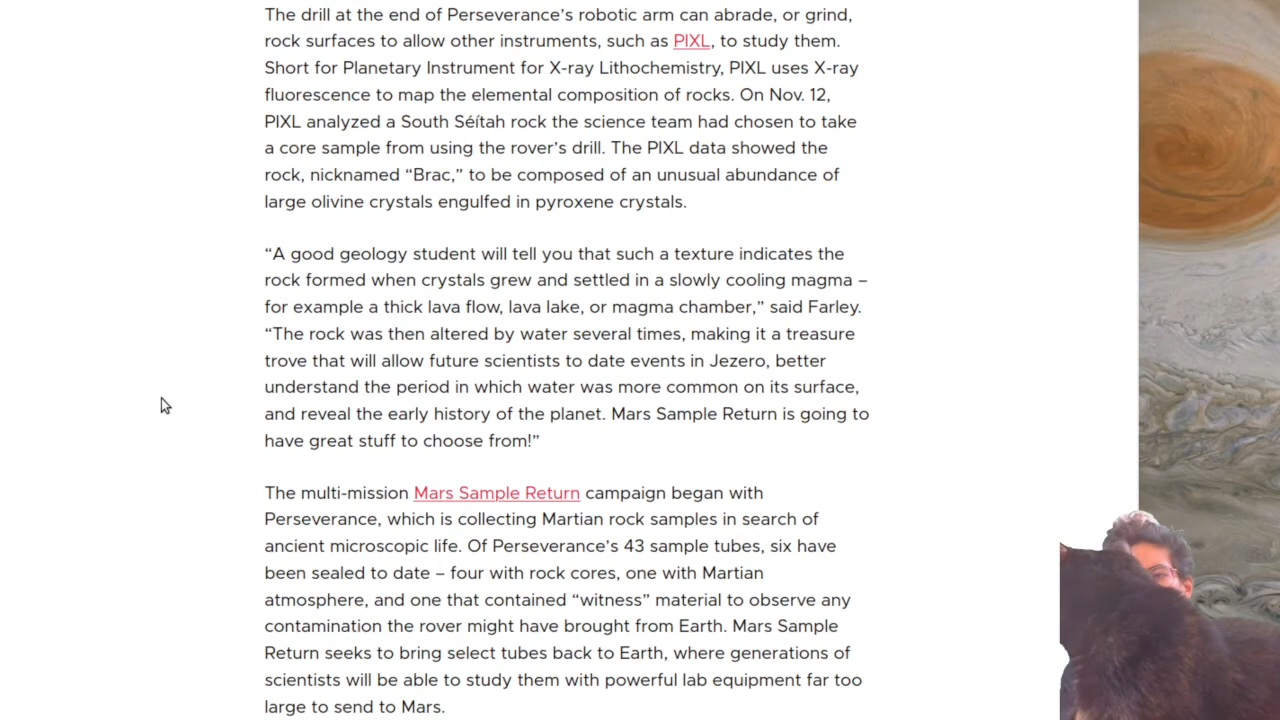 The drill at the end of Perseverance’s robotic arm can abrade, or grind,
rock surfaces to allow other instruments, such as PIXL, to study them.
Short for Planetary Instrument for X-ray Lithochemistry, PIXL uses X-ray
fluorescence to map the elemental composition of rocks. On Nov. 12,
PIXL analyzed a South Séítah rock the science team had chosen to take
a core sample from using the rover’s drill. The PIXL data showed the
rock, nicknamed “Brac,” to be composed of an unusual abundance of
large olivine crystals engulfed in pyroxene crystals.
“A good geology student will tell you that such a texture indicates the
rock formed when crystals grew and settled in a slowly cooling magma –
for example a thick lava flow, lava lake, or magma chamber,” said Farley.
“The rock was then altered by water several times, making it a treasure
trove that will allow future scientists to date events in Jezero, better
understand the period in which water was more common on its surface,
and reveal the early history of the planet. Mars Sample Return is going to
have great stuff to choose from!”
The multi-mission Mars Sample Return campaign began with
Perseverance, which is collecting Martian rock samples in search of
ancient microscopic life. Of Perseverance’s 43 sample tubes, six have
been sealed to date – four with rock cores, one with Martian
atmosphere, and one that contained “witness” material to observe any
contamination the rover might have brought from Earth. Mars Sample
Return seeks to bring select tubes back to Earth, where generations of
scientists will be able to study them with powerful lab equipment far too
large to send to Mars.